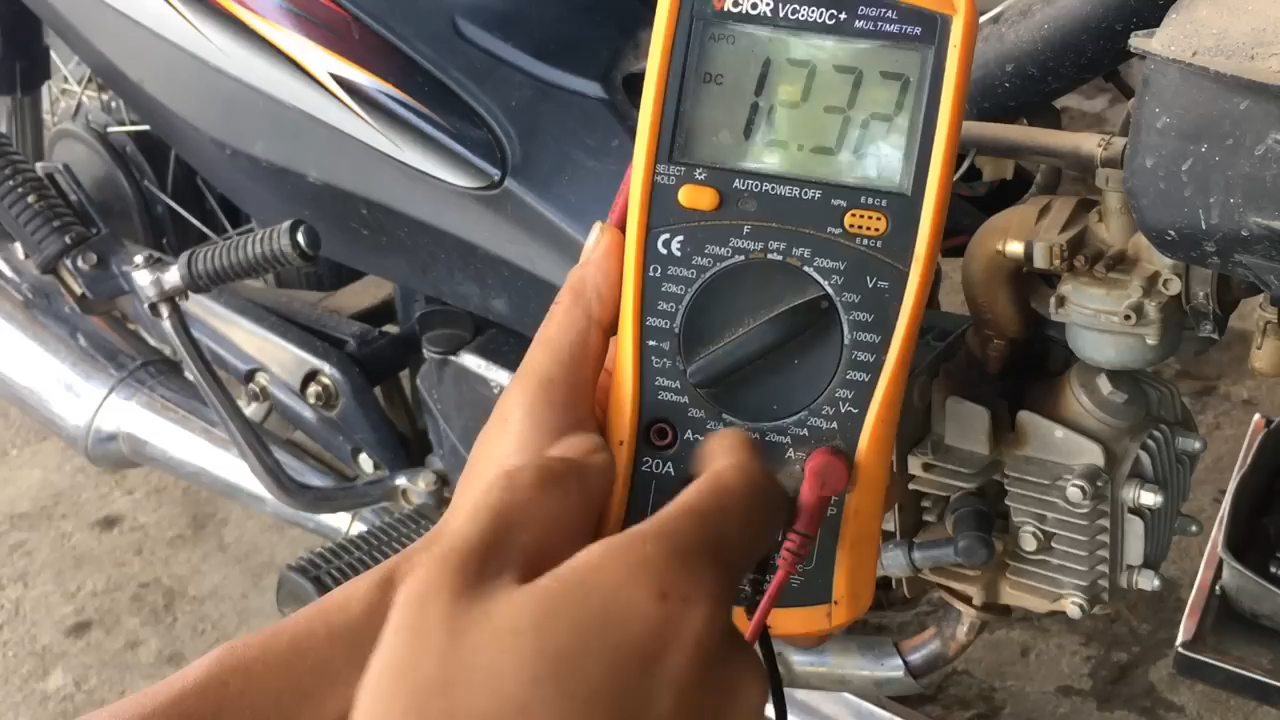 VICTOR VC890C+ DIGITAL
MULTIMETER
APO
DC 12.32
SELECT
HOLD
AUTO POWER OFF
NPN EBCE
PNP EBCE
CE
F
2000μF OFF hFE 200mV
20MΩ 2V
2MΩ V
Ω 200kΩ 20V
20kΩ 200V
2kΩ 1000V
200Ω 750V
°C/°F 200V
20mA 20V
200mA 2V V~
20A 200μA
20A 2mA
A~ mA 20mA
A
20A
P